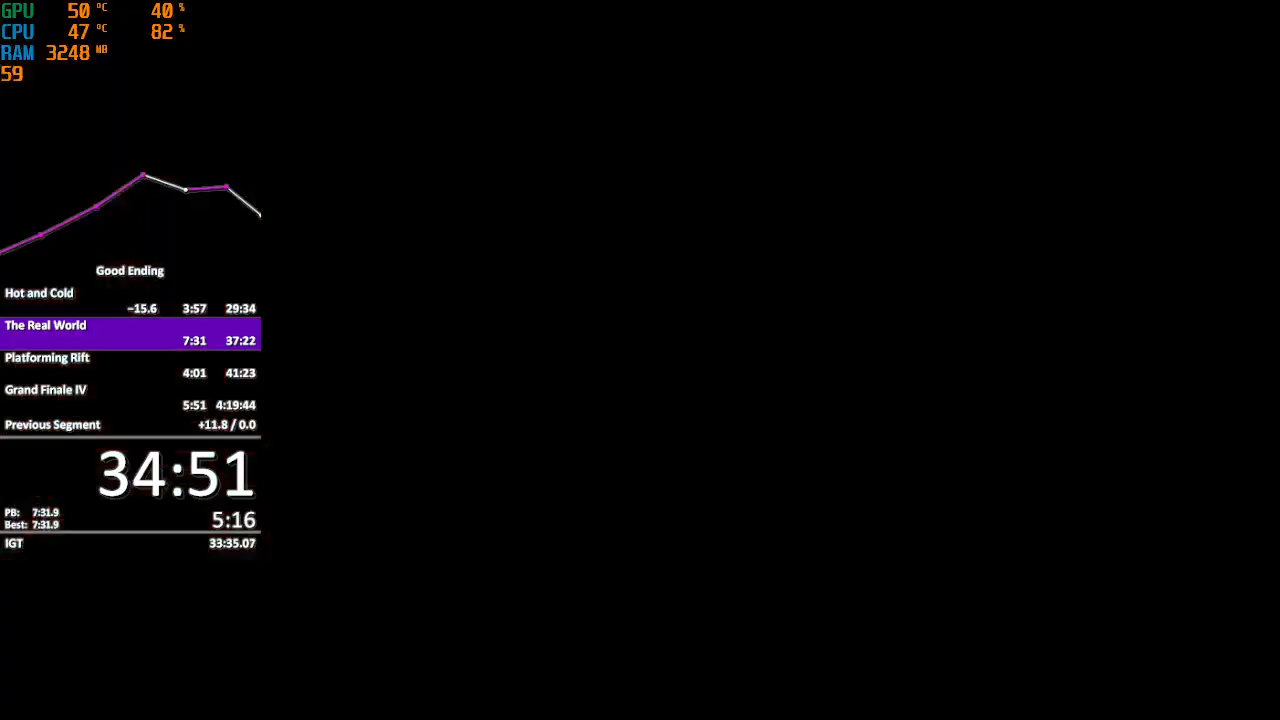 GPU 50 °C 40 %
CPU 47 °C 82 %
RAM 3248 MB
59
Good Ending
Hot and Cold
−15.6 3:57 29:34
The Real World
7:31 37:22
Platforming Rift
4:01 41:23
Grand Finale IV
5:51 4:19:44
Previous Segment +11.8 / 0.0
34:51
PB: 7:31.9
Best: 7:31.9
5:16
IGT 33:35.07